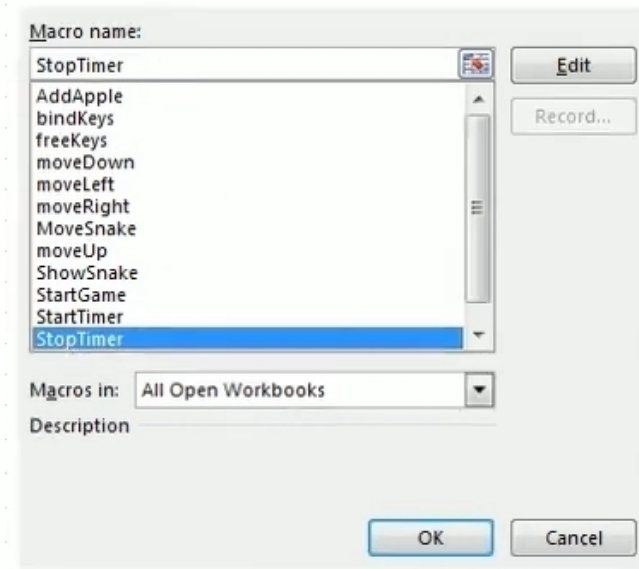 Macro name:
StopTimer
Edit
AddApple
bindKeys
freeKeys
moveDown
moveLeft
moveRight
MoveSnake
moveUp
ShowSnake
StartGame
StartTimer
StopTimer
Record...
Macros in: All Open Workbooks
Description
OK
Cancel